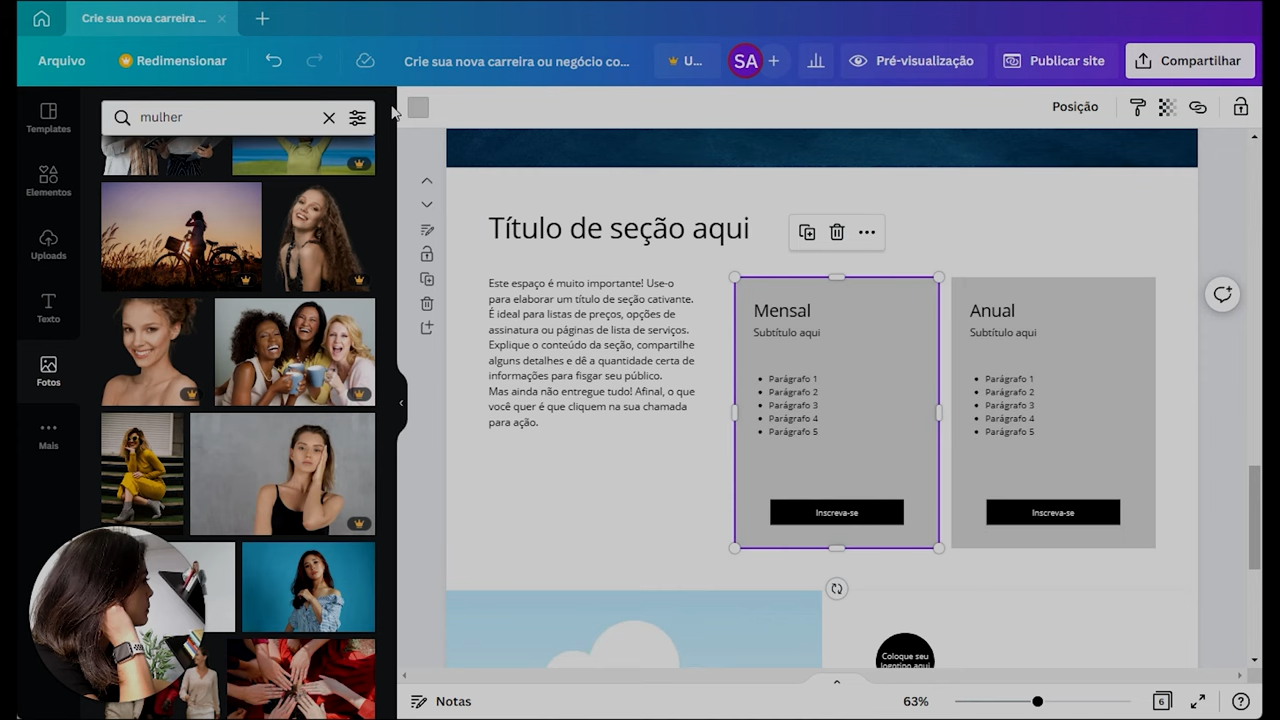 Crie sua nova carreira ...
Arquivo
Redimensionar
Crie sua nova carreira ou negócio co...
U...
SA
Pré-visualização
Publicar site
Compartilhar
mulher
Posição
Templates
Elementos
Uploads
Texto
Fotos
Mais
Título de seção aqui
Este espaço é muito importante! Use-o
para elaborar um título de seção cativante.
É ideal para listas de preços, opções de
assinatura ou páginas de lista de serviços.
Explique o conteúdo da seção, compartilhe
alguns detalhes e dê a quantidade certa de
informações para fisgar seu público.
Mas ainda não entregue tudo! Afinal, o que
você quer é que cliquem na sua chamada
para ação.
Mensal
Subtítulo aqui
Parágrafo 1
Parágrafo 2
Parágrafo 3
Parágrafo 4
Parágrafo 5
Inscreva-se
Anual
Subtítulo aqui
Parágrafo 1
Parágrafo 2
Parágrafo 3
Parágrafo 4
Parágrafo 5
Inscreva-se
Coloque seu
logotipo aqui
Notas
63%
6